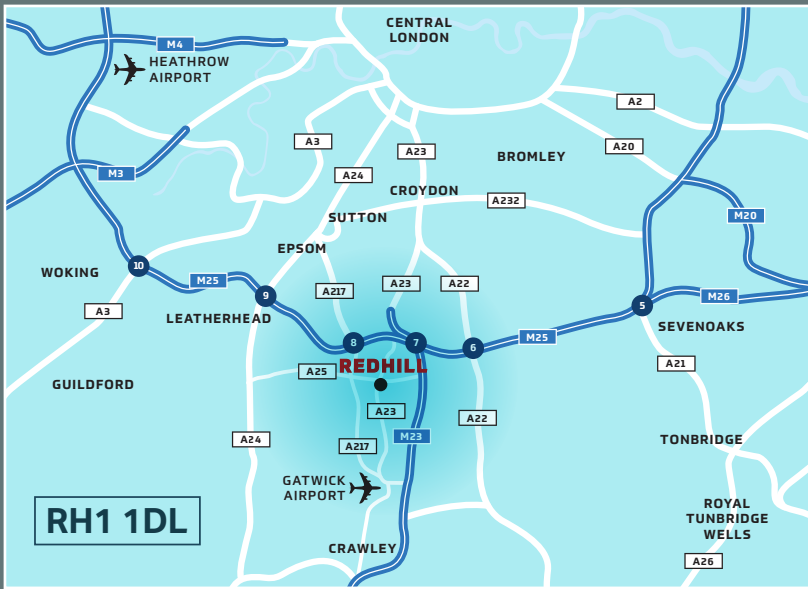 CENTRAL
LONDON
M4
HEATHROW
AIRPORT
A2
A3
A23
A20
BROMLEY
M3
A24
CROYDON
A232
SUTTON
M20
EPSOM
10
WOKING
M25
A217
A23
A22
9
M26
5
A3
LEATHERHEAD
SEVENOAKS
8
7
6
M25
REDHILL
A25
A21
GUILDFORD
A23
A22
A24
A217
M23
TONBRIDGE
GATWICK
AIRPORT
RH1 1DL
ROYAL
TUNBRIDGE
WELLS
CRAWLEY
A26